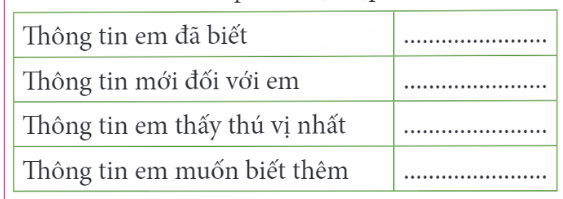 Thông tin em đã biết ........................
Thông tin mới đối với em ........................
Thông tin em thấy thú vị nhất ........................
Thông tin em muốn biết thêm ........................